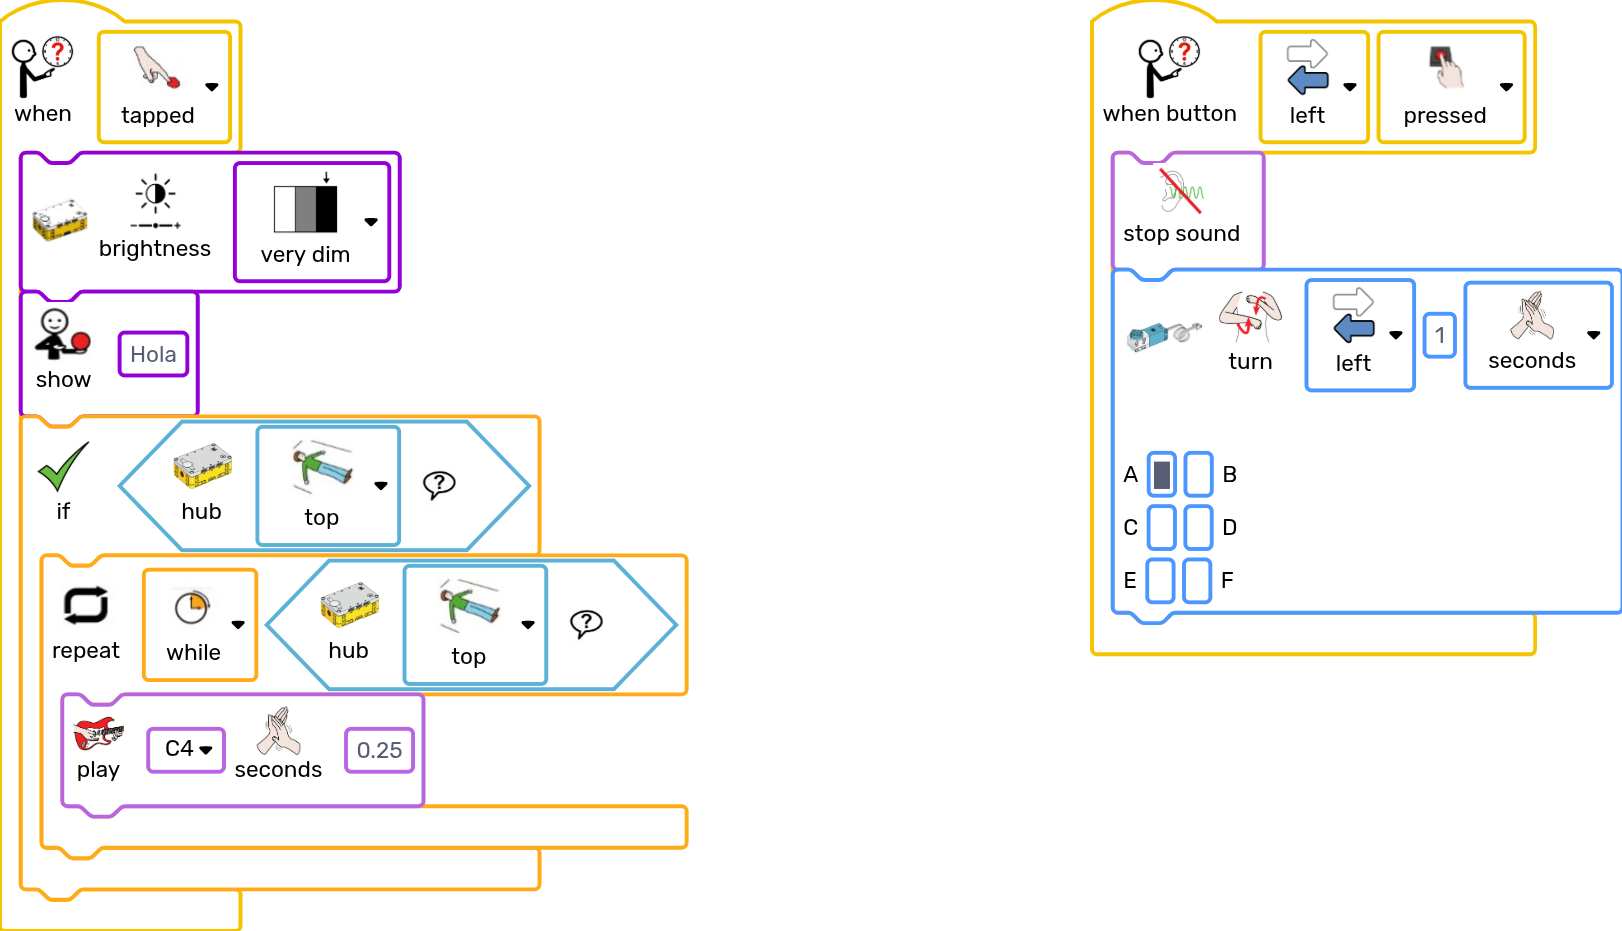 when tapped
brightness very dim
show Hola
if hub top ?
repeat while hub top ?
play C4 seconds 0.25
when button left pressed
stop sound
turn left 1 seconds
A B
C D
E F